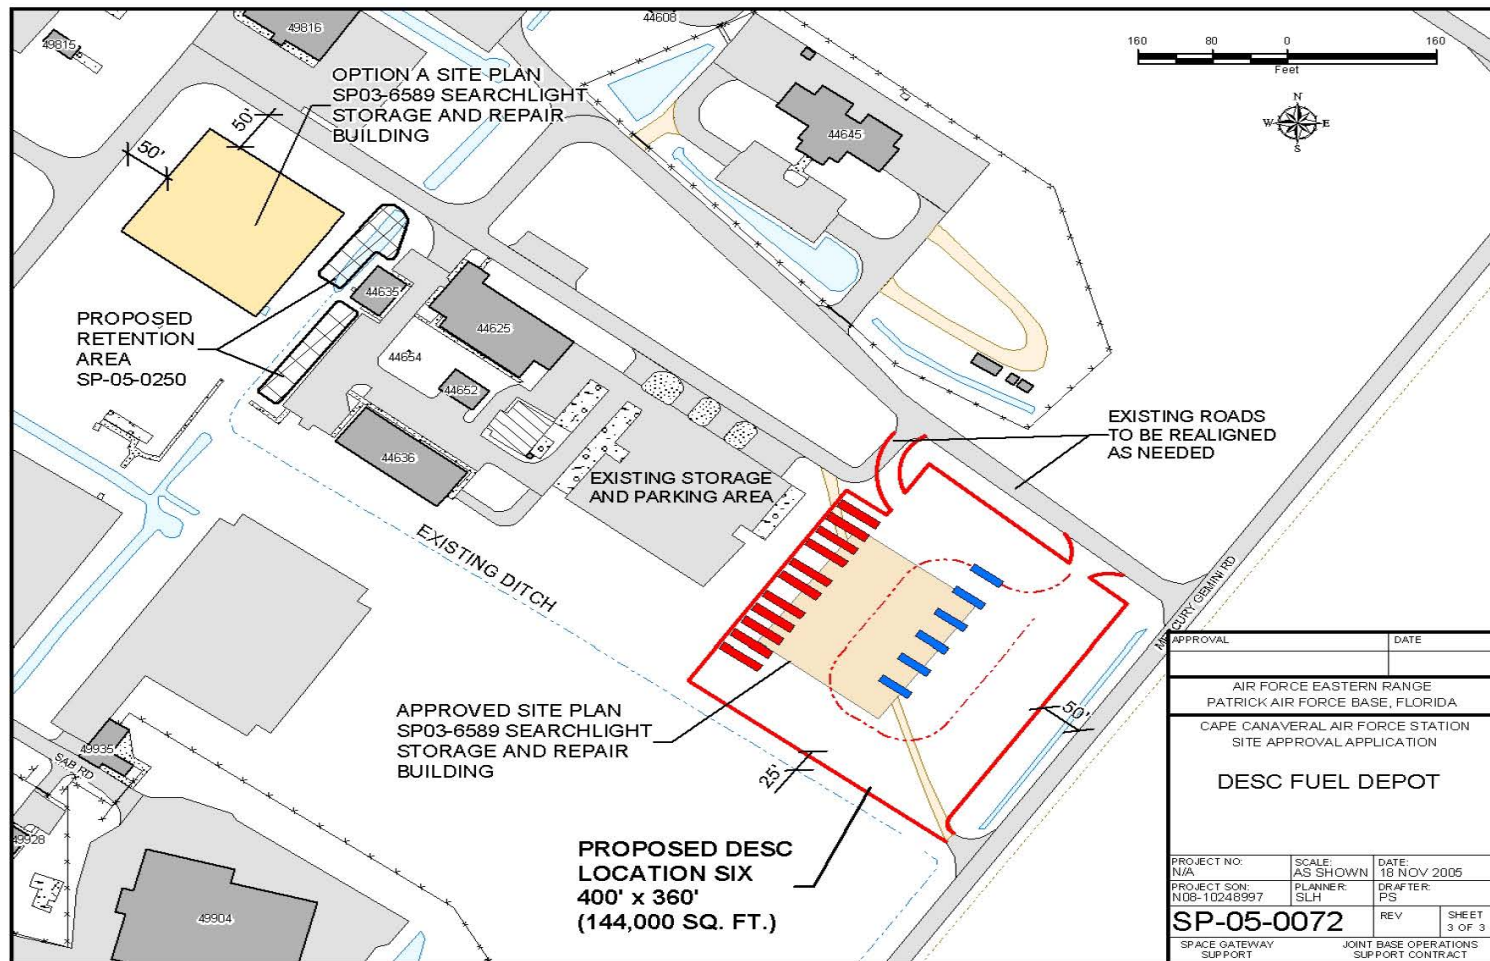 49816
44608
49815
160 80 0 160
Feet
N
W E
S
OPTION A SITE PLAN
SP03-6589 SEARCHLIGHT
STORAGE AND REPAIR
BUILDING
50'
50'
44645
44635
44625
PROPOSED
RETENTION
AREA
SP-05-0250
44654
44652
44636
EXISTING STORAGE
AND PARKING AREA
EXISTING ROADS
TO BE REALIGNED
AS NEEDED
EXISTING DITCH
MERCURY GEMINI RD
APPROVED SITE PLAN
SP03-6589 SEARCHLIGHT
STORAGE AND REPAIR
BUILDING
50'
25'
49935
SAB RD
49928
49904
PROPOSED DESC
LOCATION SIX
400' x 360'
(144,000 SQ. FT.)
APPROVAL DATE
AIR FORCE EASTERN RANGE
PATRICK AIR FORCE BASE, FLORIDA
CAPE CANAVERAL AIR FORCE STATION
SITE APPROVAL APPLICATION
DESC FUEL DEPOT
PROJECT NO: SCALE: DATE:
N/A AS SHOWN 18 NOV 2005
PROJECT SON: PLANNER: DRAFTER:
N08-10248997 SLH PS
SP-05-0072 REV SHEET
3 OF 3
SPACE GATEWAY JOINT BASE OPERATIONS
SUPPORT SUPPORT CONTRACT